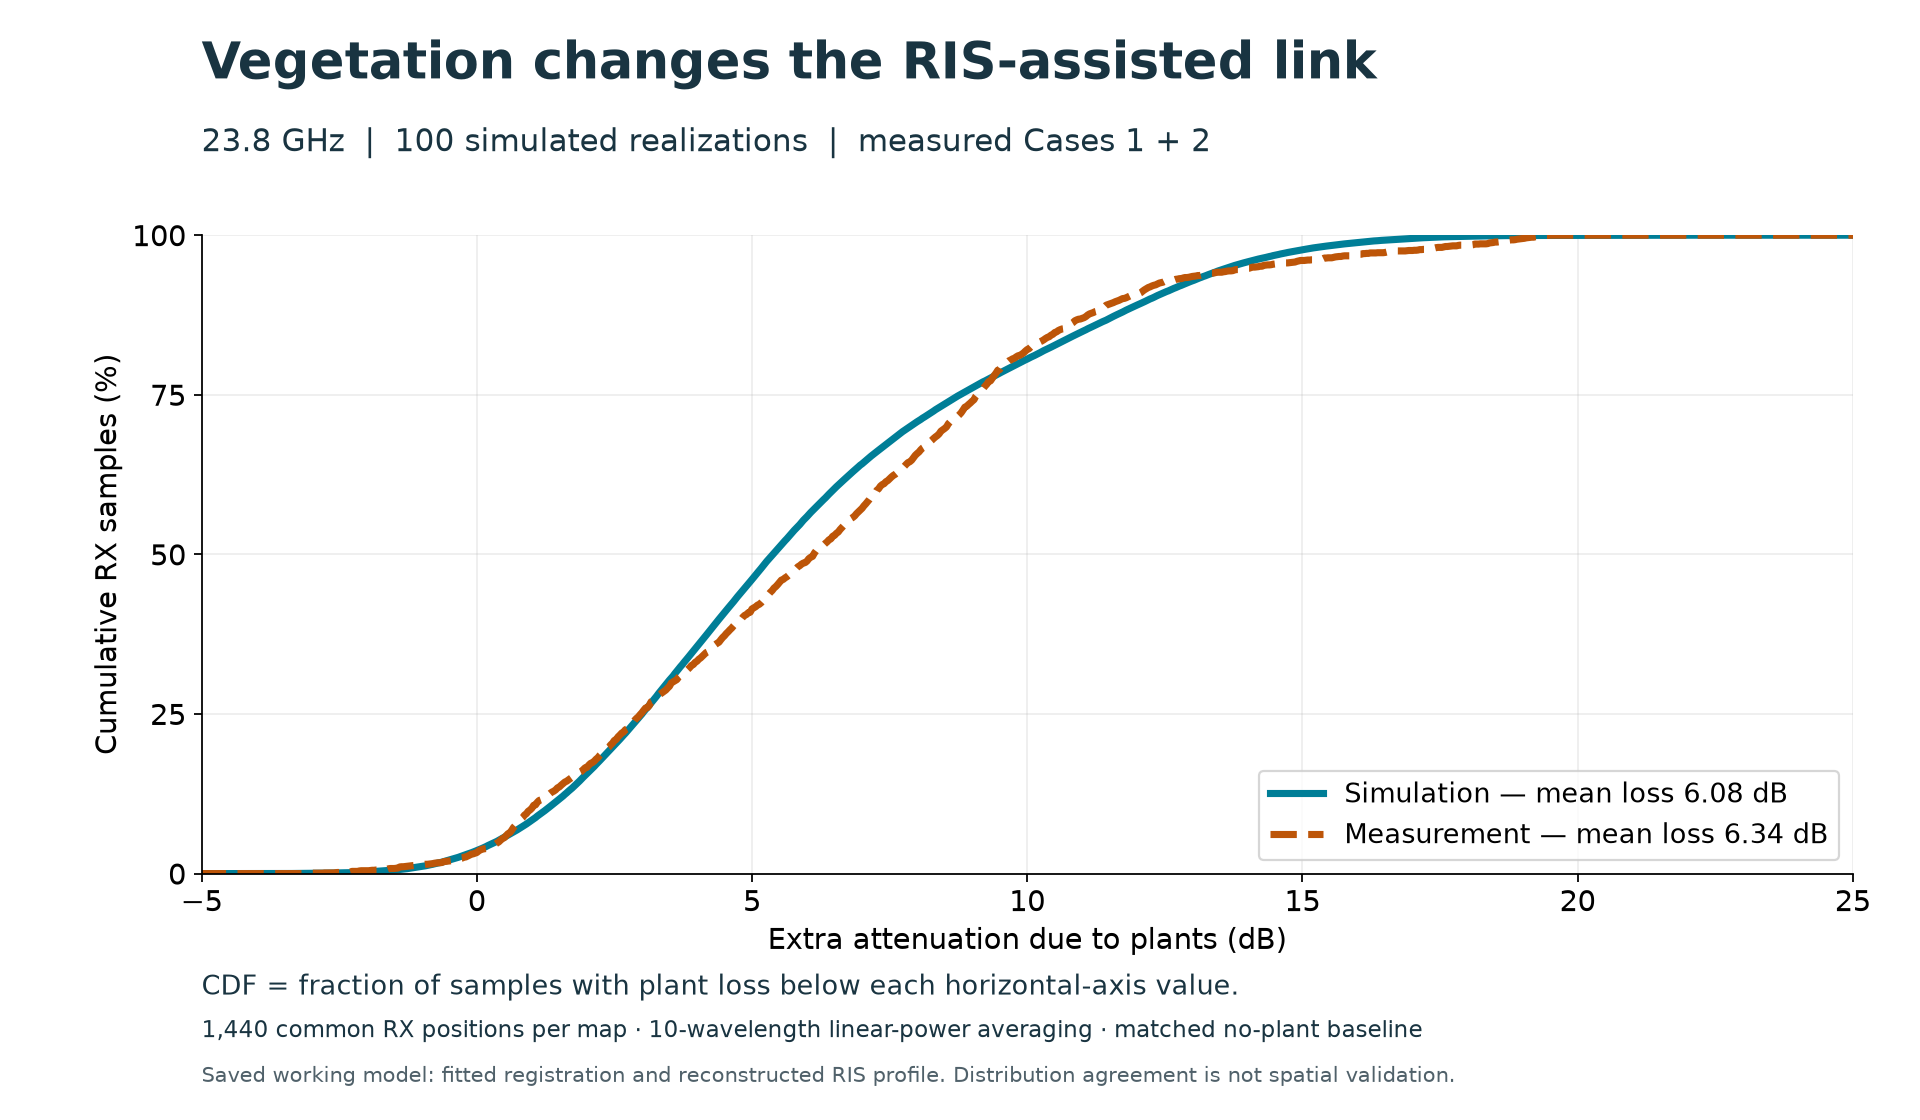 Vegetation changes the RIS-assisted link
23.8 GHz | 100 simulated realizations | measured Cases 1 + 2
100
75
50
25
0
Cumulative RX samples (%)
−5
0
5
10
15
20
25
Extra attenuation due to plants (dB)
Simulation — mean loss 6.08 dB
Measurement — mean loss 6.34 dB
CDF = fraction of samples with plant loss below each horizontal-axis value.
1,440 common RX positions per map · 10-wavelength linear-power averaging · matched no-plant baseline
Saved working model: fitted registration and reconstructed RIS profile. Distribution agreement is not spatial validation.